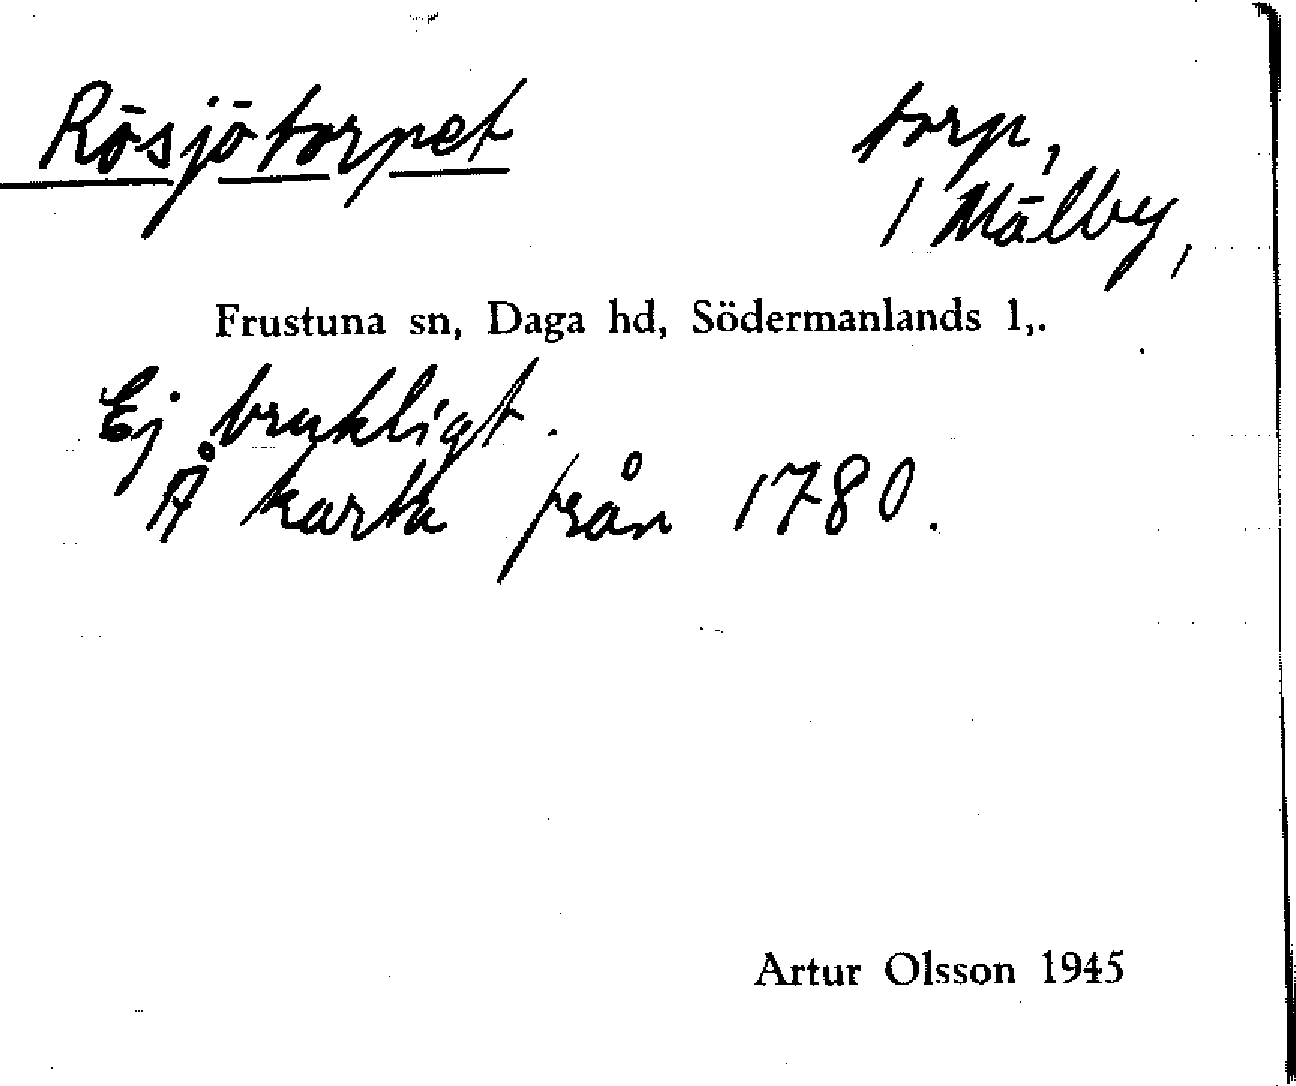 Rösjötorpet
torp,
/ Mälby,
Frustuna sn, Daga hd, Södermanlands l,.
Ej brukligt.
Å karta från 1780.
Artur Olsson 1945